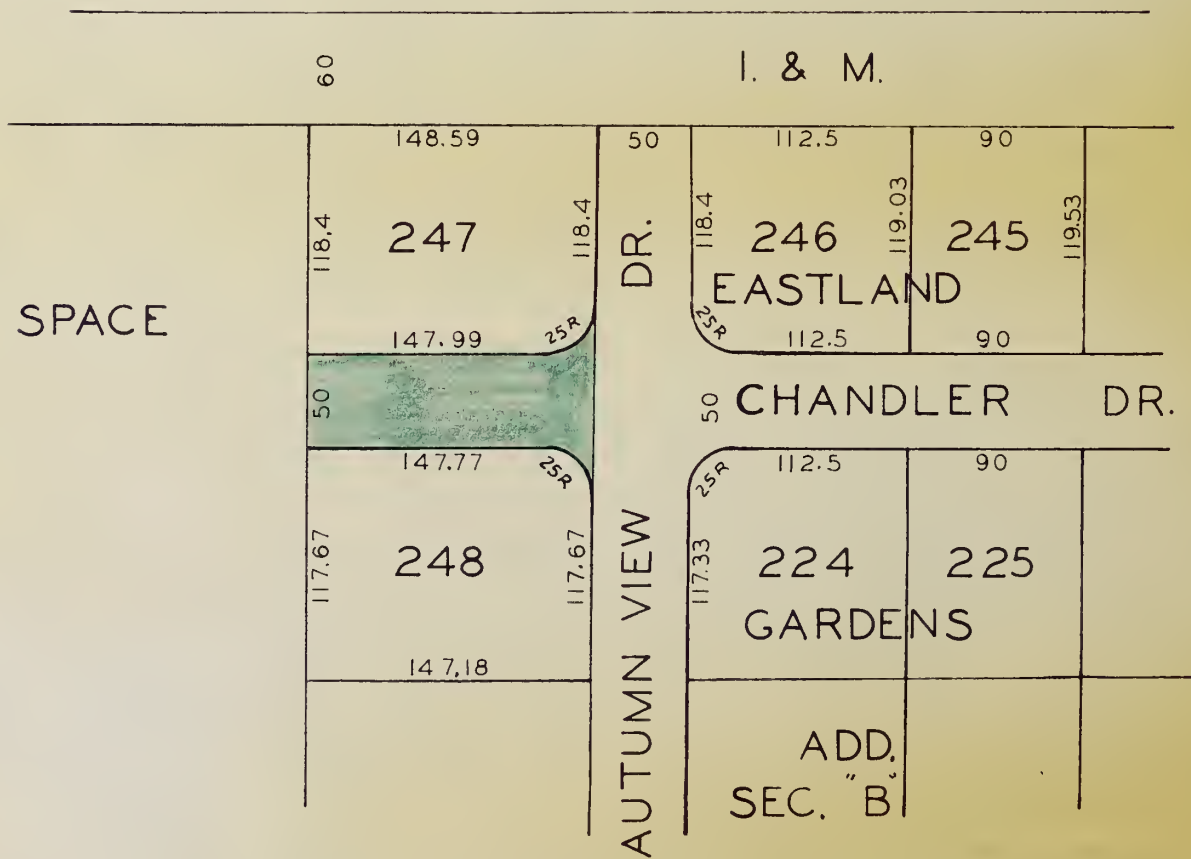 60
I. & M.
148.59 50 112.5 90
118.4 247 118.4 DR. 118.4 246 119.03 245 119.53
EASTLAND
SPACE
147.99 25R 25R 112.5 90
50 50 CHANDLER DR.
147.77 25R 25R 112.5 90
117.67 248 117.67 AUTUMN VIEW 117.33 224 225
GARDENS
147.18
ADD.
SEC. "B"